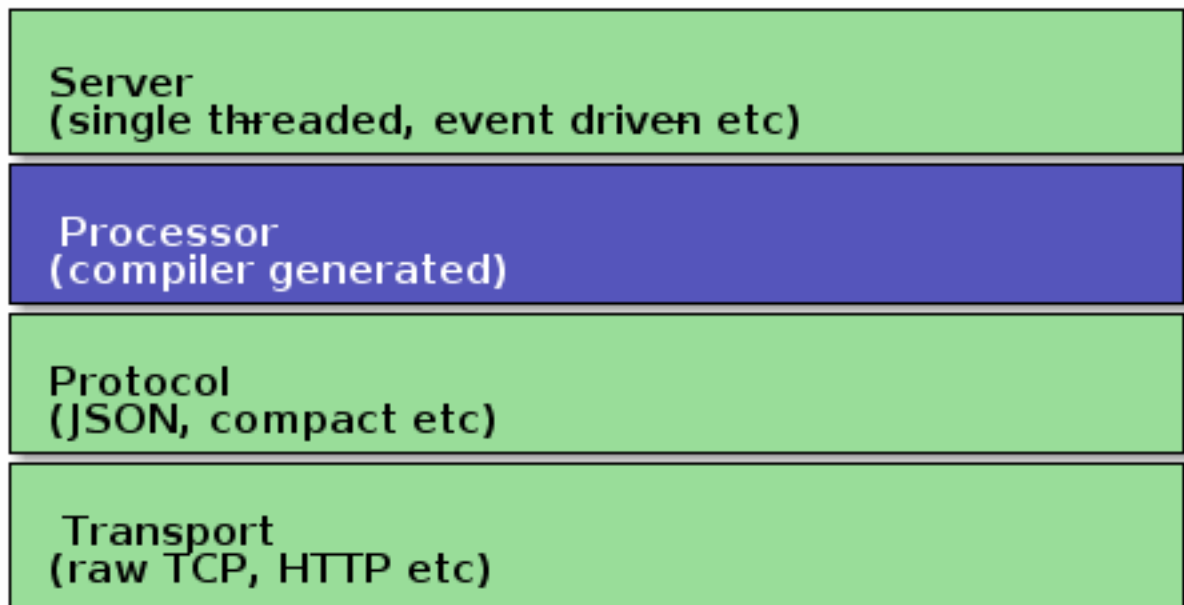 Server
(single threaded, event driven etc)
Processor
(compiler generated)
Protocol
(JSON, compact etc)
Transport
(raw TCP, HTTP etc)